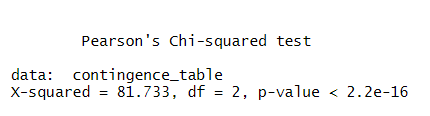 Pearson's Chi-squared test
data:  contingence_table
X-squared = 81.733, df = 2, p-value < 2.2e-16